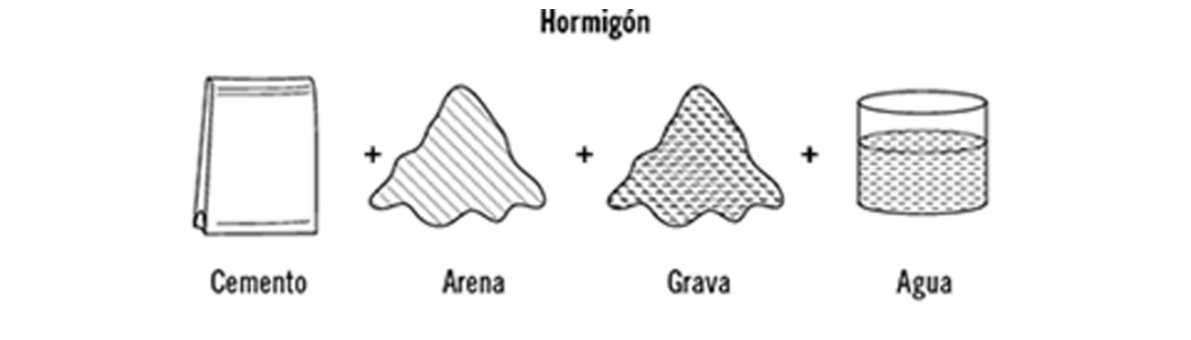 Hormigón
+ + +
Cemento Arena Grava Agua